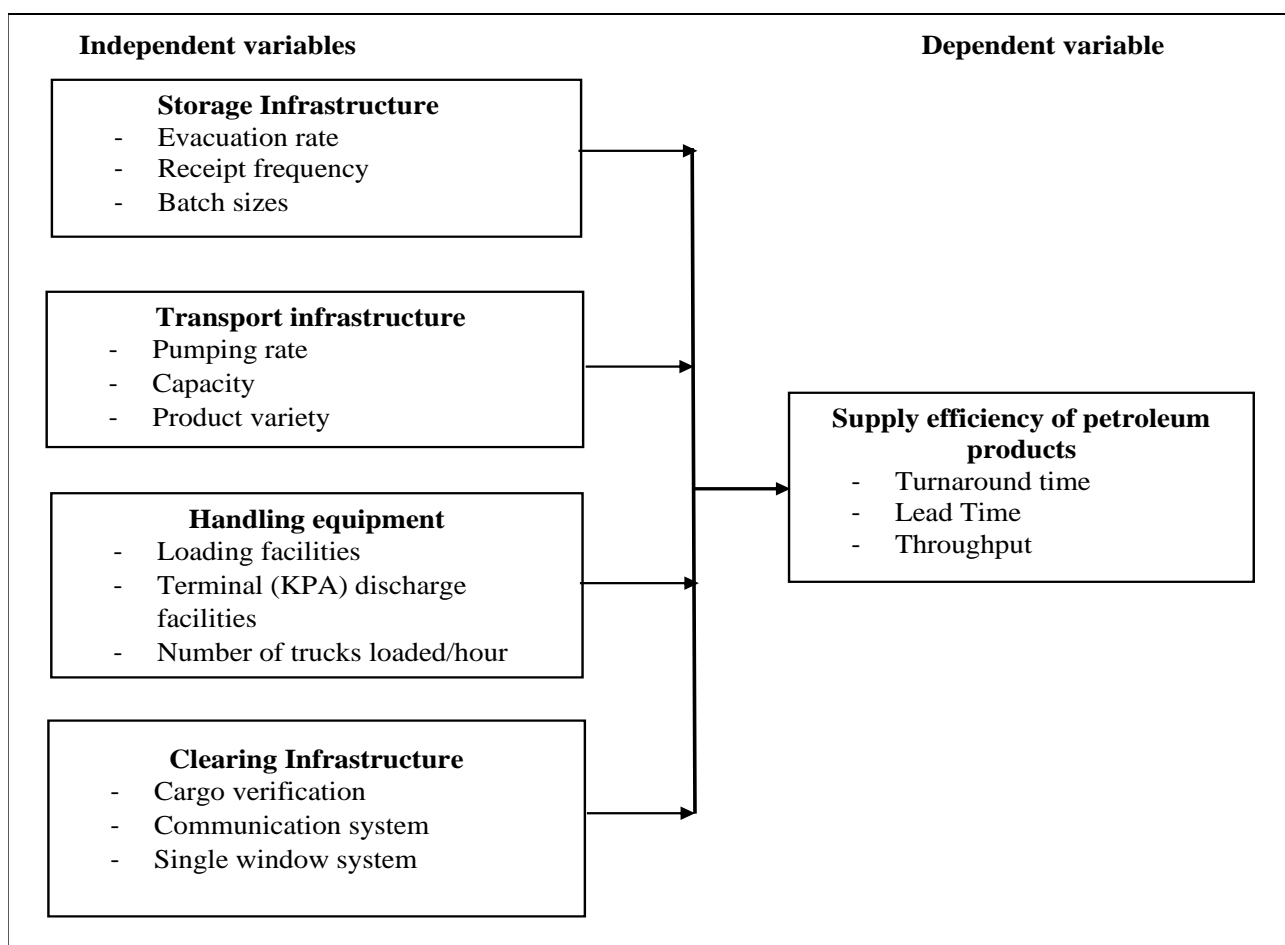 Independent variables
Dependent variable
Storage Infrastructure
- Evacuation rate
- Receipt frequency
- Batch sizes
Transport infrastructure
- Pumping rate
- Capacity
- Product variety
Handling equipment
- Loading facilities
- Terminal (KPA) discharge
facilities
- Number of trucks loaded/hour
Clearing Infrastructure
- Cargo verification
- Communication system
- Single window system
Supply efficiency of petroleum
products
- Turnaround time
- Lead Time
- Throughput